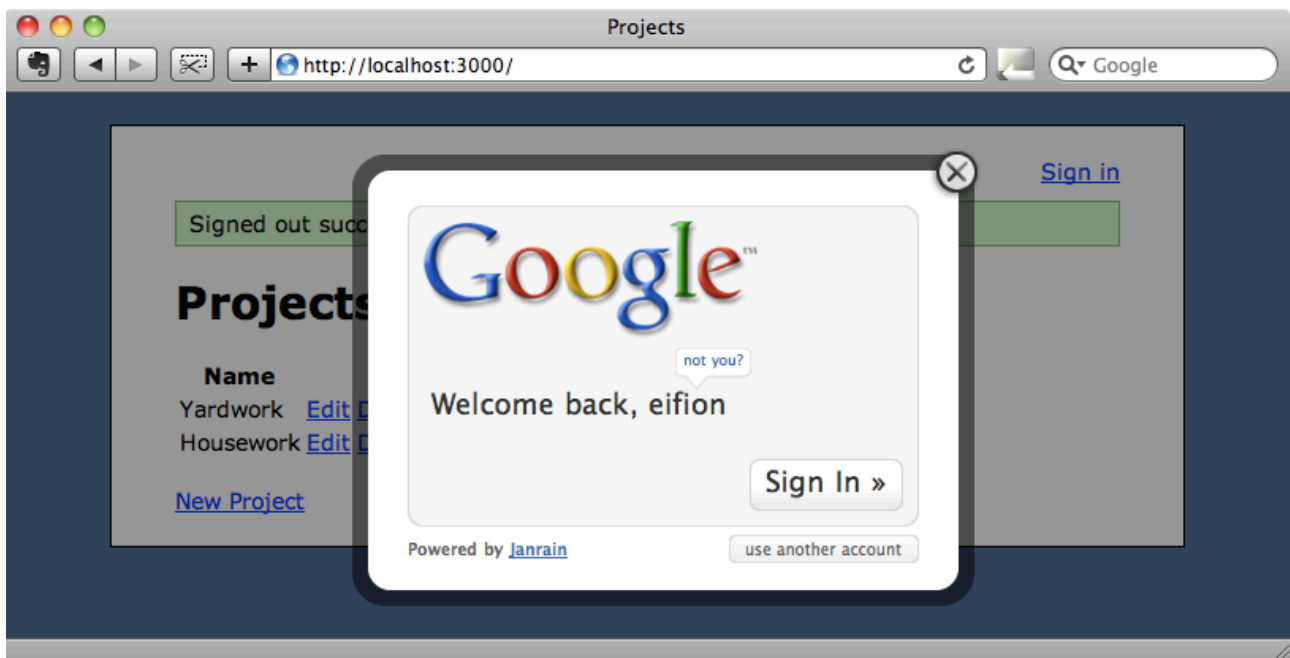 Projects
http://localhost:3000/
Google
Sign in
Signed out succ
Projects
Name
Yardwork Edit D
Housework Edit D
New Project
Google™
not you?
Welcome back, eifion
Sign In »
Powered by Janrain
use another account